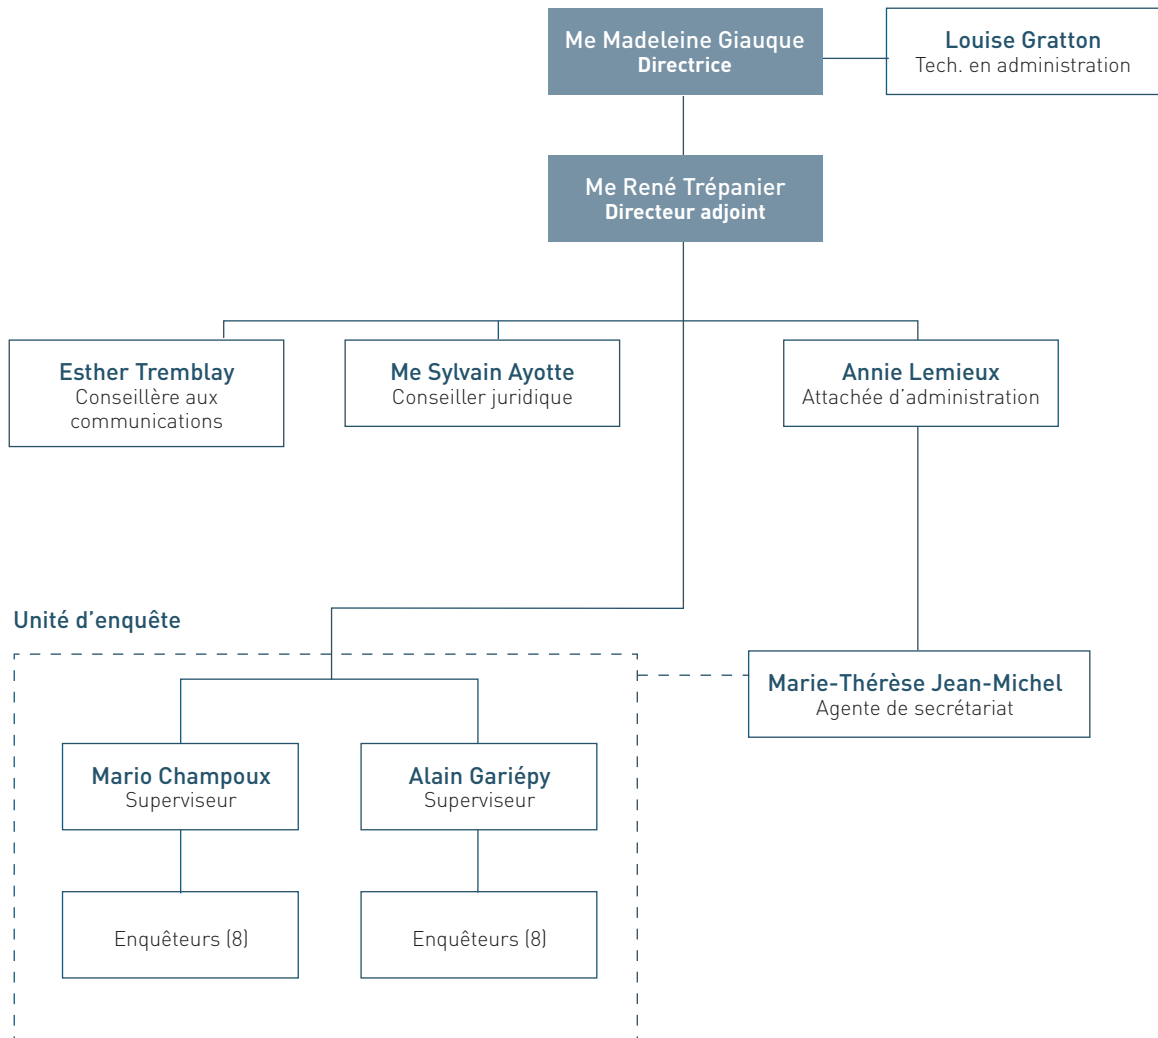 Me Madeleine Giauque
Directrice
Louise Gratton
Tech. en administration
Me René Trépanier
Directeur adjoint
Esther Tremblay
Conseillère aux
communications
Me Sylvain Ayotte
Conseiller juridique
Annie Lemieux
Attachée d’administration
Unité d’enquête
Marie-Thérèse Jean-Michel
Agente de secrétariat
Mario Champoux
Superviseur
Alain Gariépy
Superviseur
Enquêteurs (8)
Enquêteurs (8)